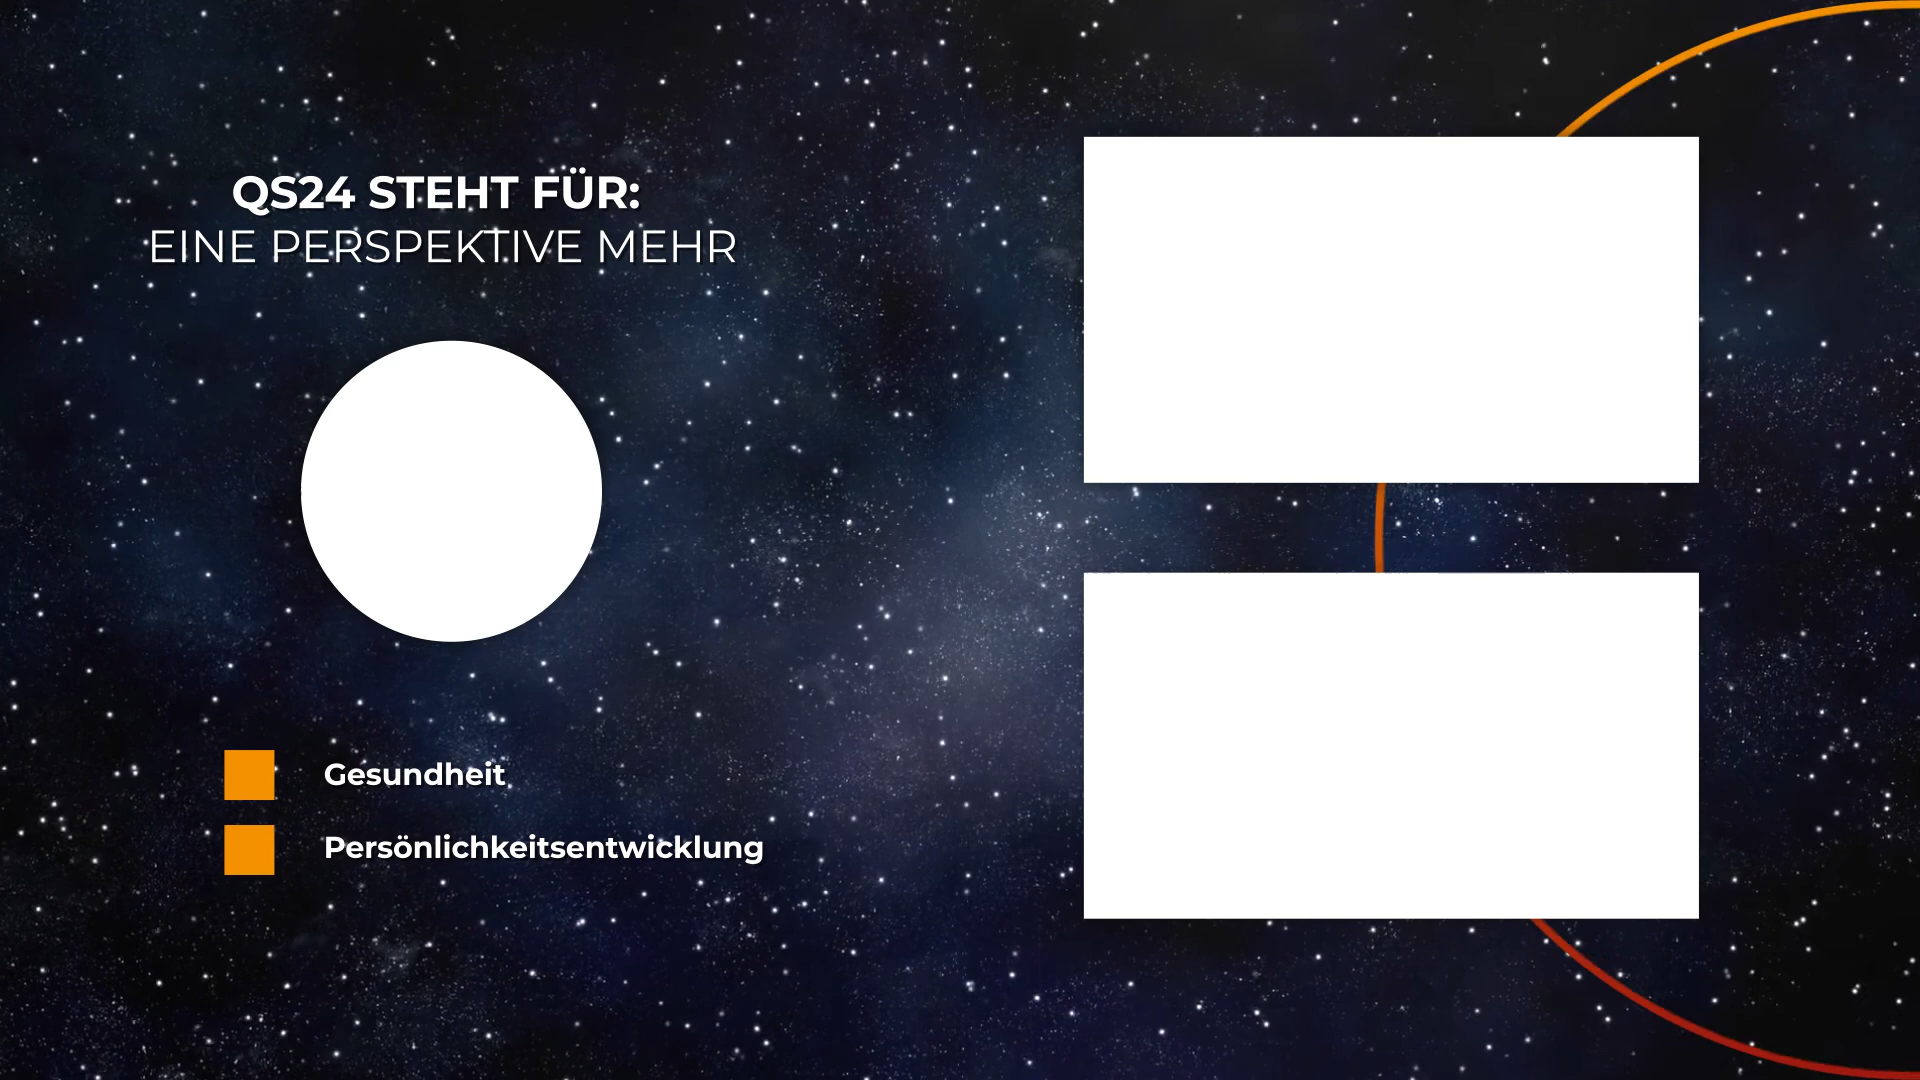 QS24 STEHT FÜR:
EINE PERSPEKTIVE MEHR
Gesundheit
Persönlichkeitsentwicklung